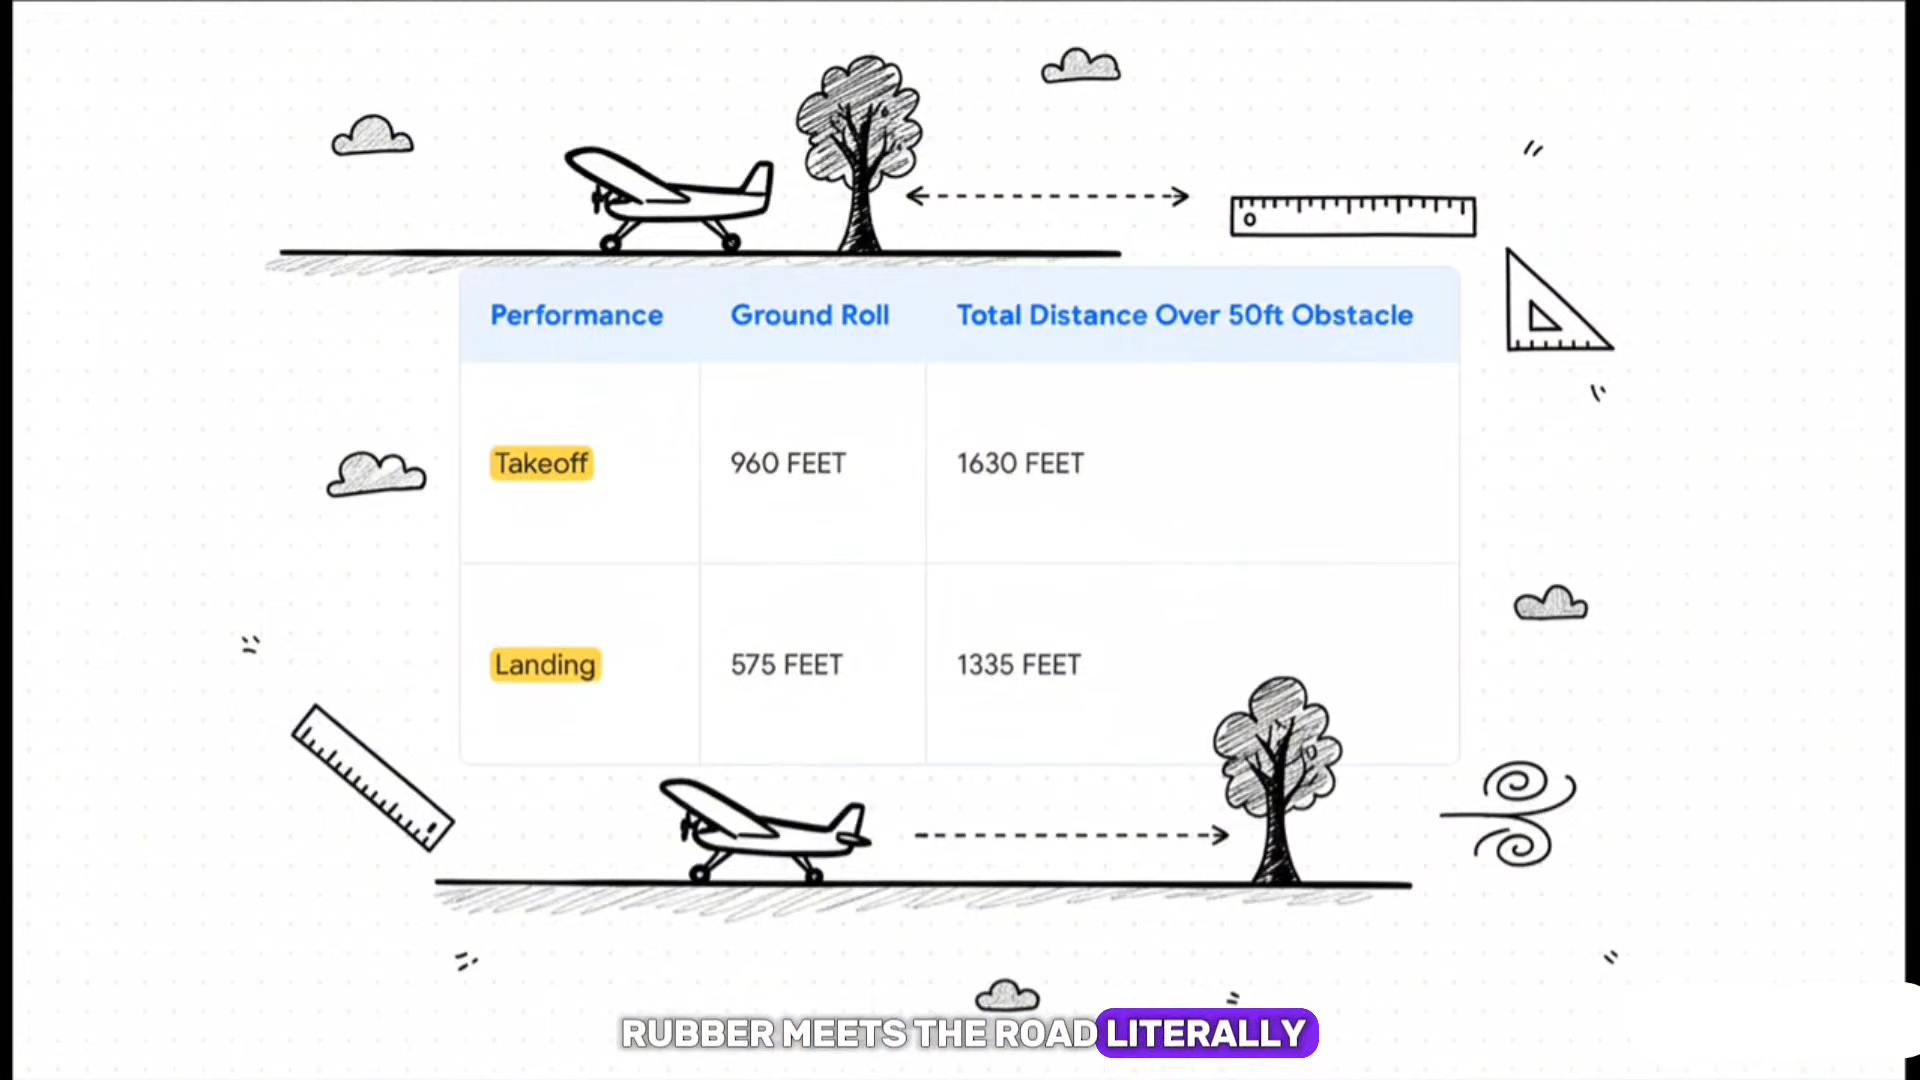 Performance Ground Roll Total Distance Over 50ft Obstacle
Takeoff 960 FEET 1630 FEET
Landing 575 FEET 1335 FEET
RUBBER MEETS THE ROAD LITERALLY